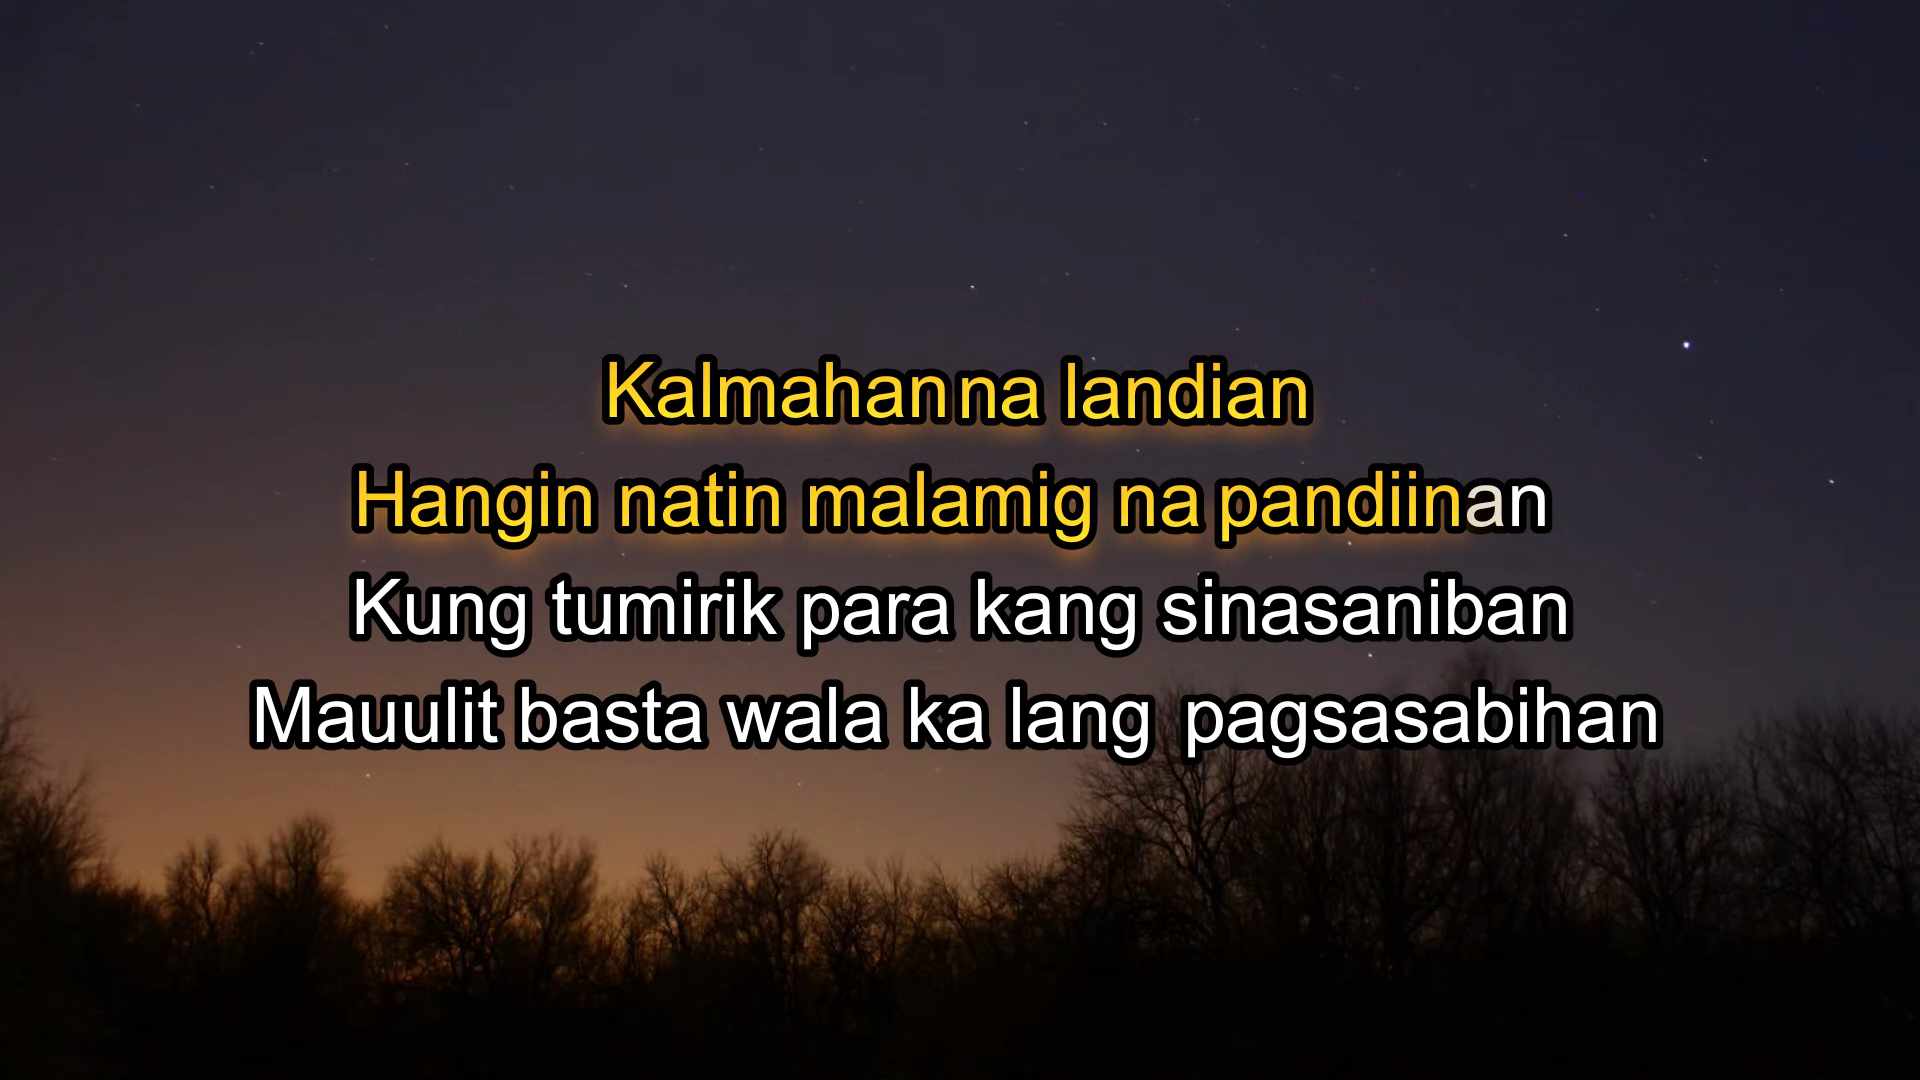 Kalmahan na landian
Hangin natin malamig na pandiinan
Kung tumirik para kang sinasaniban
Mauulit basta wala ka lang pagsasabihan